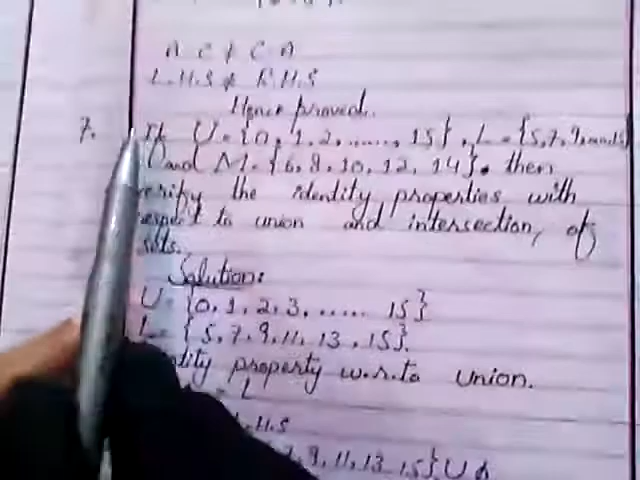 A C ≠ C A
L.H.S ≠ R.H.S
Hence proved.
7. If U = {0, 1, 2, ......, 15}, L = {5, 7, 9,
and M = {6, 8, 10, 12, 14}. then
verify the identity properties with
respect to union and intersection, of
sets.
Solution:
U = {0, 1, 2, 3, ...... 15}
L = {5, 7, 9, 11, 13, 15}.
property w.r.to union.
= L
L.H.S
, 9, 11, 13, 15} U ϕ